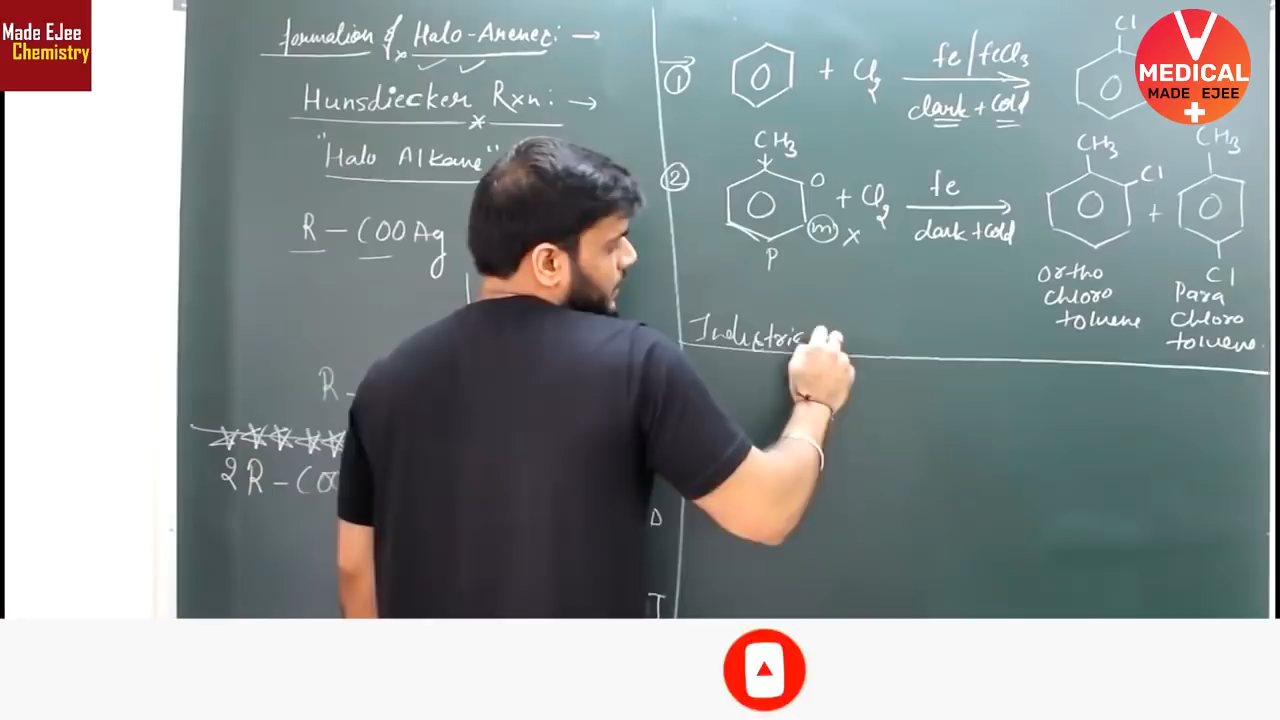 Made EJee
Chemistry
formation of Halo-Arenes: →
Hunsdiecker Rxn: →
"Halo Alkane"
R - COOAg
R -
2R - COO
① + Cl2 fe/feCl3 Cl
dark + cold
MEDICAL
MADE EJEE
② CH3 O + Cl2 fe CH3 Cl + CH3
m x dark + cold
P
Cl
Ortho
chloro
toluene
Para
chloro
toluene.
Industria
Δ